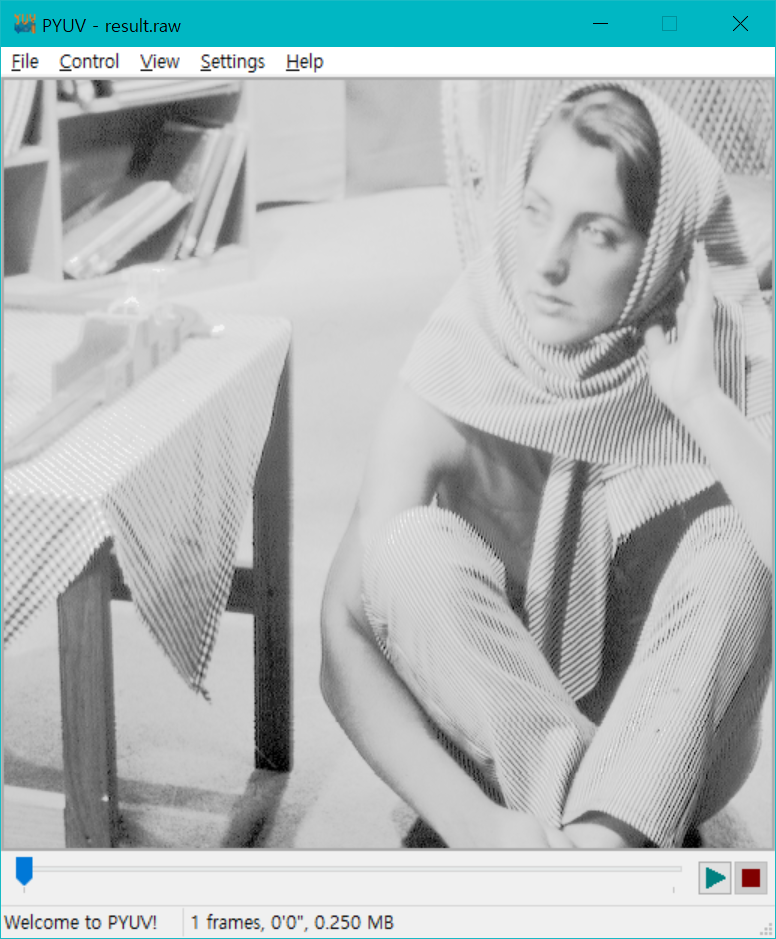 PYUV - result.raw
File Control View Settings Help
Welcome to PYUV! 1 frames, 0'0", 0.250 MB